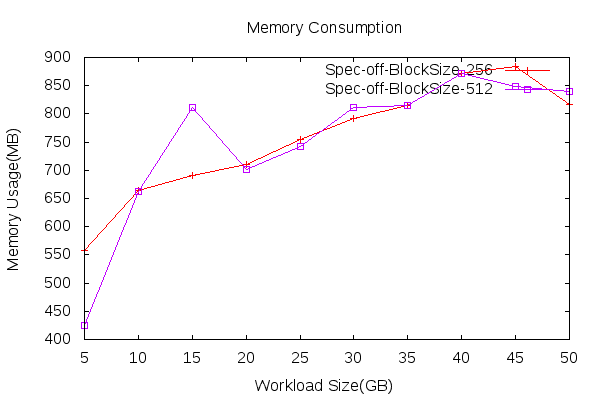 Memory Consumption
900
850
800
750
700
650
600
550
500
450
400
Memory Usage(MB)
Spec-off-BlockSize-256
Spec-off-BlockSize-512
5 10 15 20 25 30 35 40 45 50
Workload Size(GB)